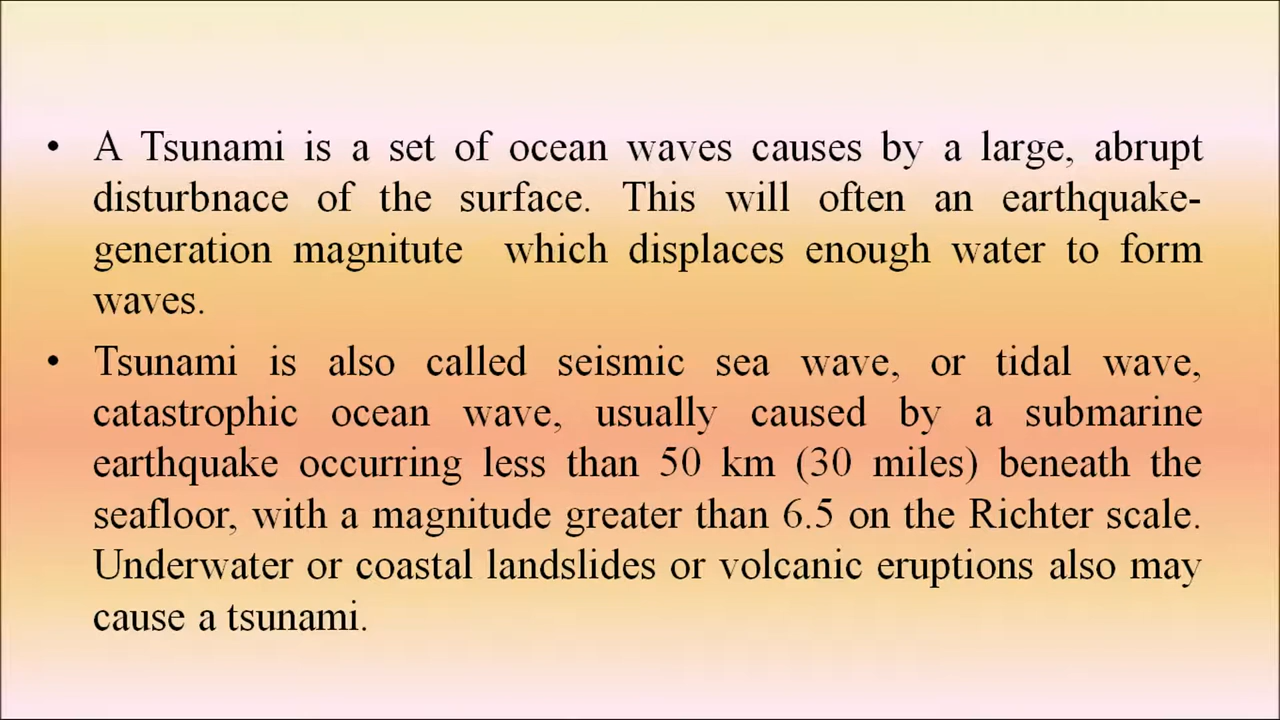 • A Tsunami is a set of ocean waves causes by a large, abrupt
disturbnace of the surface. This will often an earthquake-
generation magnitute which displaces enough water to form
waves.
• Tsunami is also called seismic sea wave, or tidal wave,
catastrophic ocean wave, usually caused by a submarine
earthquake occurring less than 50 km (30 miles) beneath the
seafloor, with a magnitude greater than 6.5 on the Richter scale.
Underwater or coastal landslides or volcanic eruptions also may
cause a tsunami.